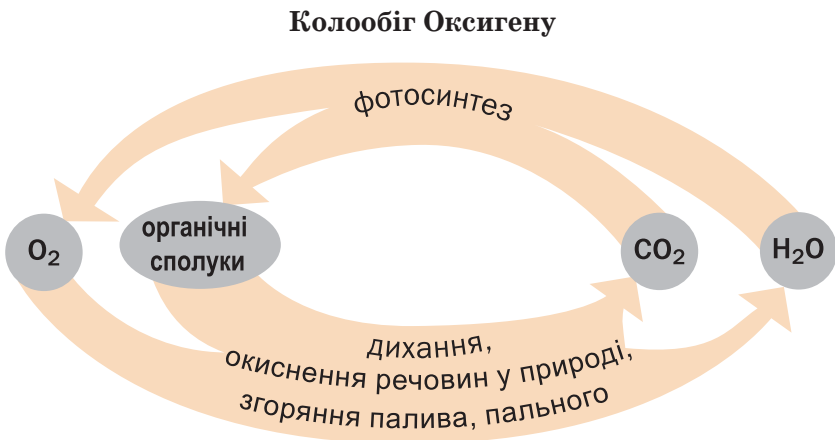 Колообіг Оксигену
фотосинтез
O₂
органічні
сполуки
CO₂
H₂O
дихання,
окиснення речовин у природі,
згоряння палива, пального